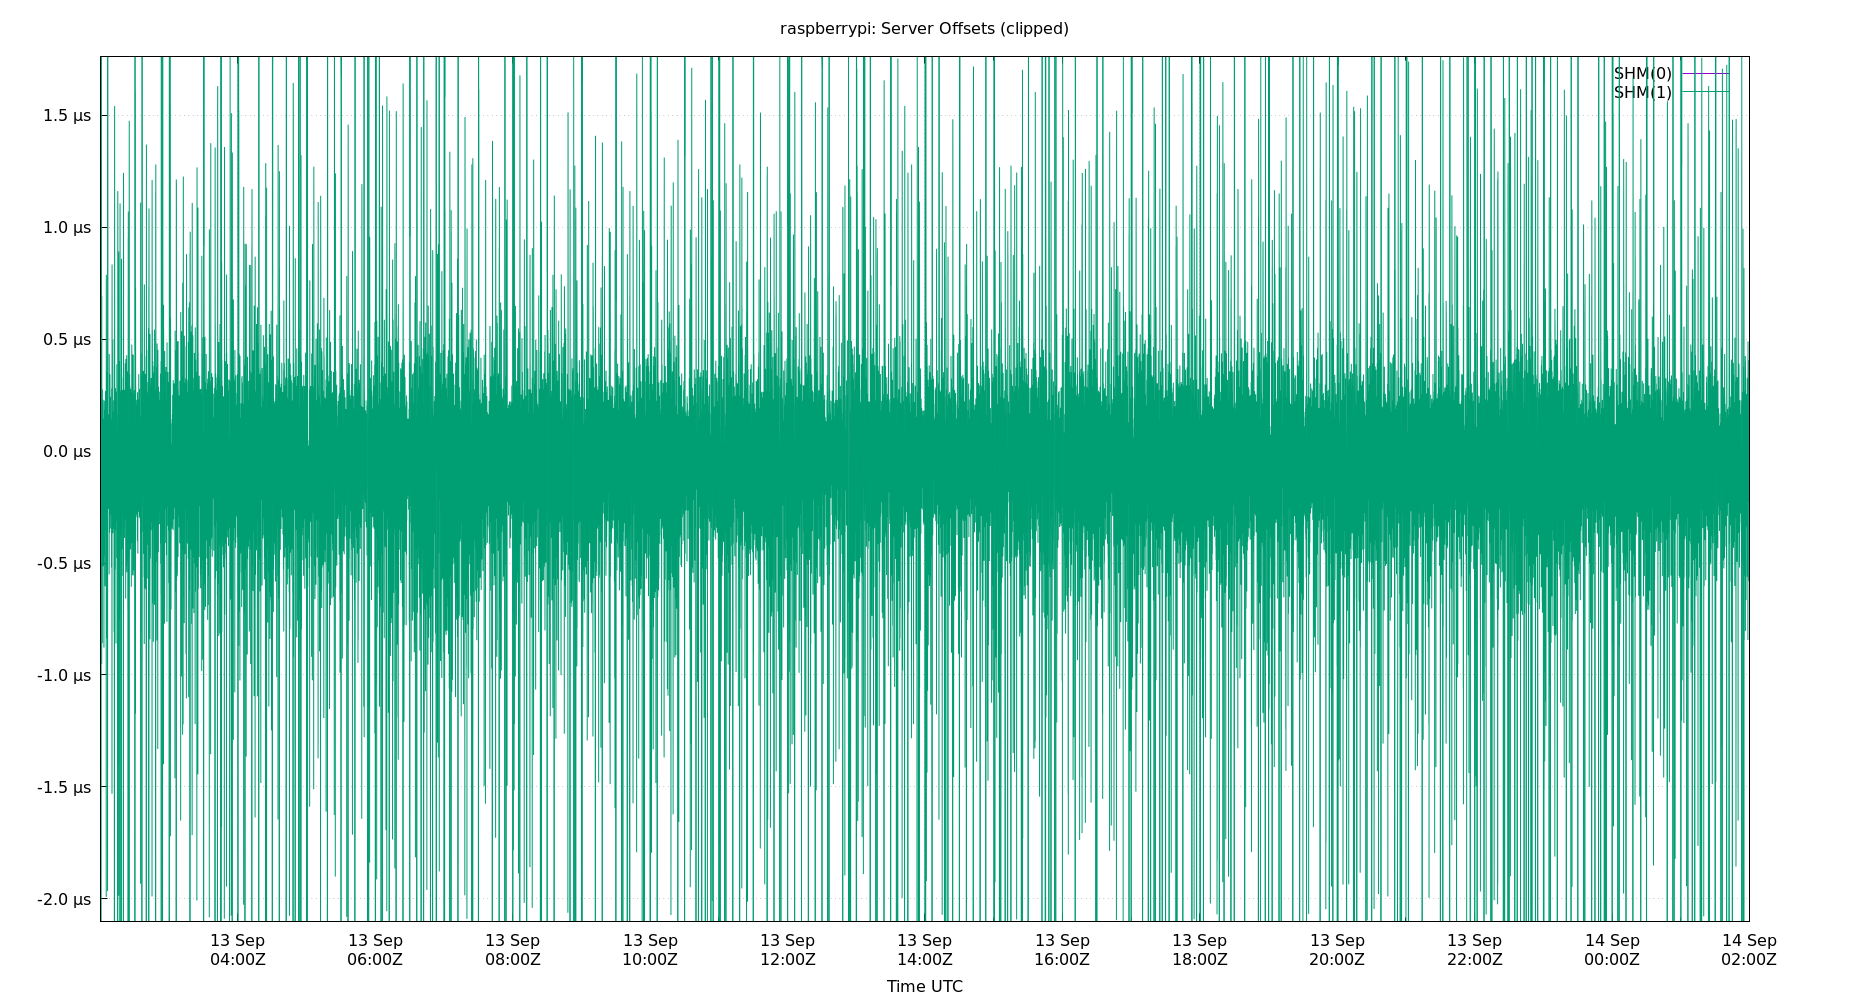 raspberrypi: Server Offsets (clipped)
SHM(0)
SHM(1)
1.5 µs
1.0 µs
0.5 µs
0.0 µs
-0.5 µs
-1.0 µs
-1.5 µs
-2.0 µs
13 Sep 13 Sep 13 Sep 13 Sep 13 Sep 13 Sep 13 Sep 13 Sep 13 Sep 13 Sep 14 Sep 14 Sep
04:00Z 06:00Z 08:00Z 10:00Z 12:00Z 14:00Z 16:00Z 18:00Z 20:00Z 22:00Z 00:00Z 02:00Z
Time UTC